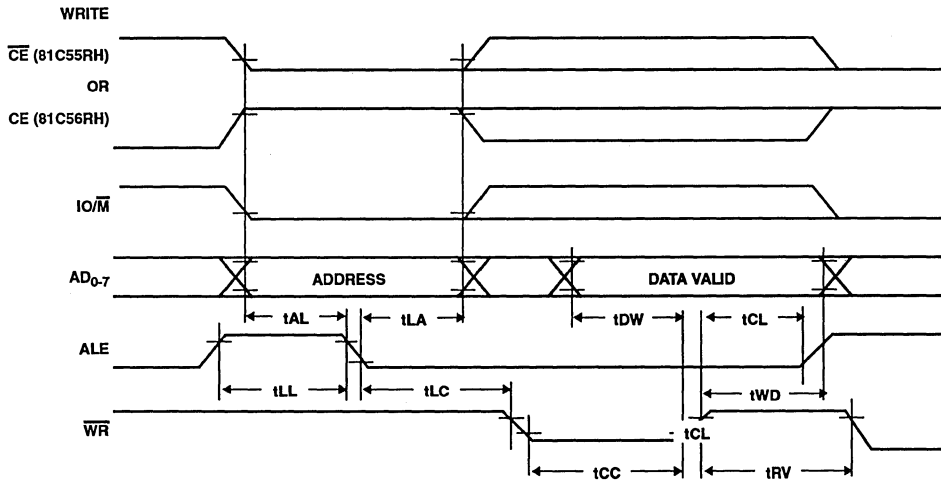 WRITE
CE (81C55RH)
OR
CE (81C56RH)
IO/M
AD0-7
ADDRESS
DATA VALID
tAL
tLA
tDW
tCL
ALE
tLL
tLC
tWD
WR
tCL
tCC
tRV